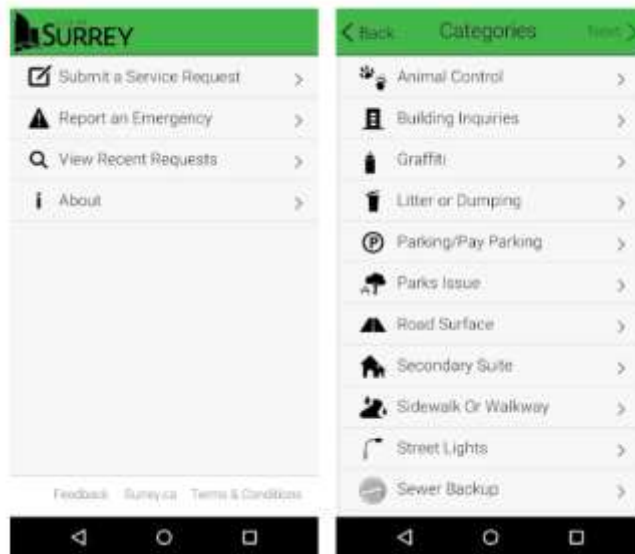 SURREY
Submit a Service Request
Report an Emergency
View Recent Requests
About
Feedback Surrey.ca Terms & Conditions
Back Categories Next
Animal Control
Building Inquiries
Graffiti
Litter or Dumping
P Parking/Pay Parking
Parks Issue
Road Surface
Secondary Suite
Sidewalk Or Walkway
Street Lights
Sewer Backup